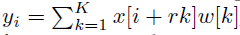 $y_i = \sum_{k=1}^{K} x[i + rk]w[k]$